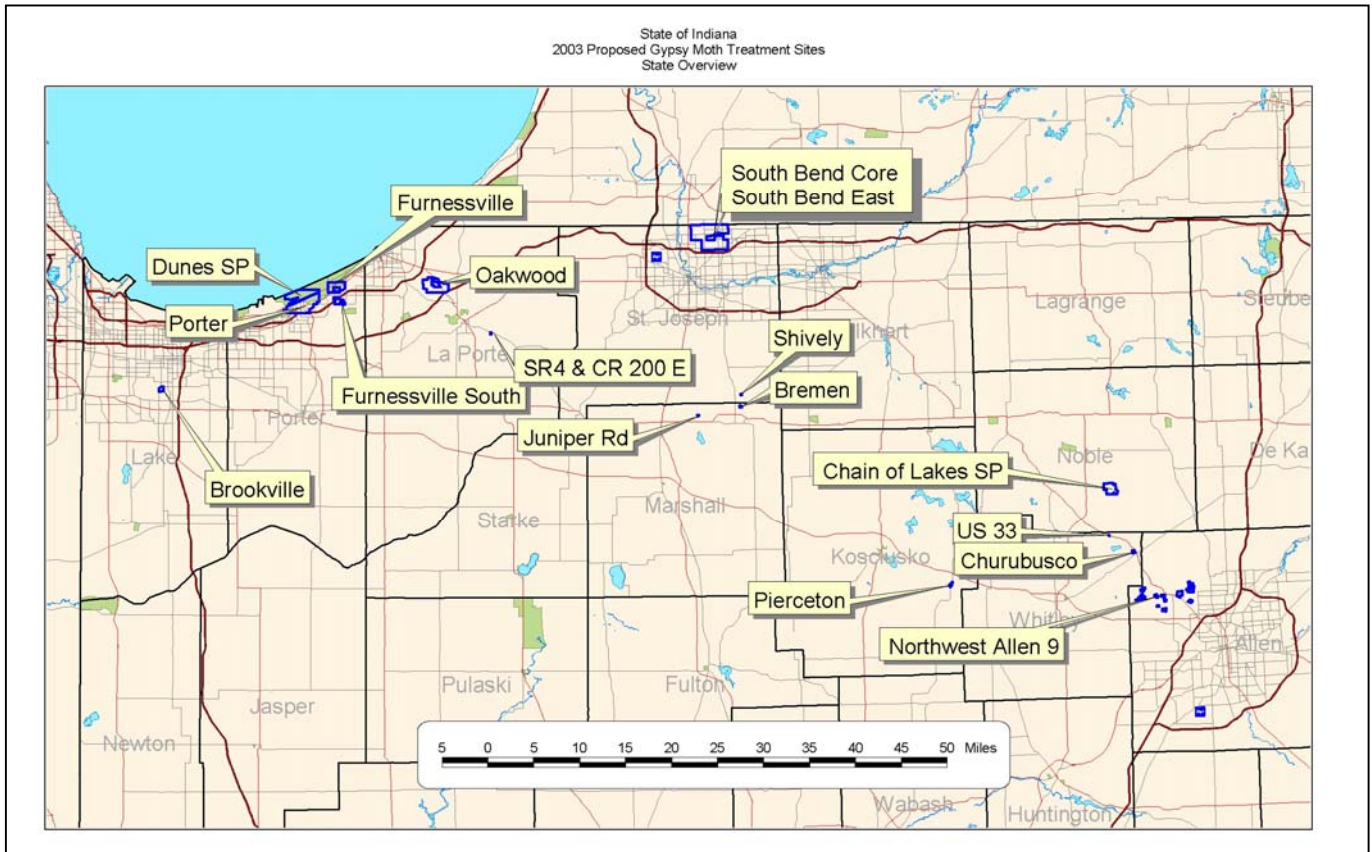 State of Indiana
2003 Proposed Gypsy Moth Treatment Sites
State Overview
South Bend Core
South Bend East
Furnessville
Dunes SP
Oakwood
Porter
Lagrange
Steube
St. Joseph
lkhart
Shively
La Porte
SR4 & CR 200 E
Bremen
Furnessville South
Porter
Juniper Rd
Lake
Noble
De Ka
Chain of Lakes SP
Brookville
Marshall
Starke
US 33
Kosciusko
Churubusco
Pierceton
Whitley
Northwest Allen 9
Allen
Pulaski
Fulton
Jasper
Newton
5 0 5 10 15 20 25 30 35 40 45 50 Miles
Wabash
Huntington